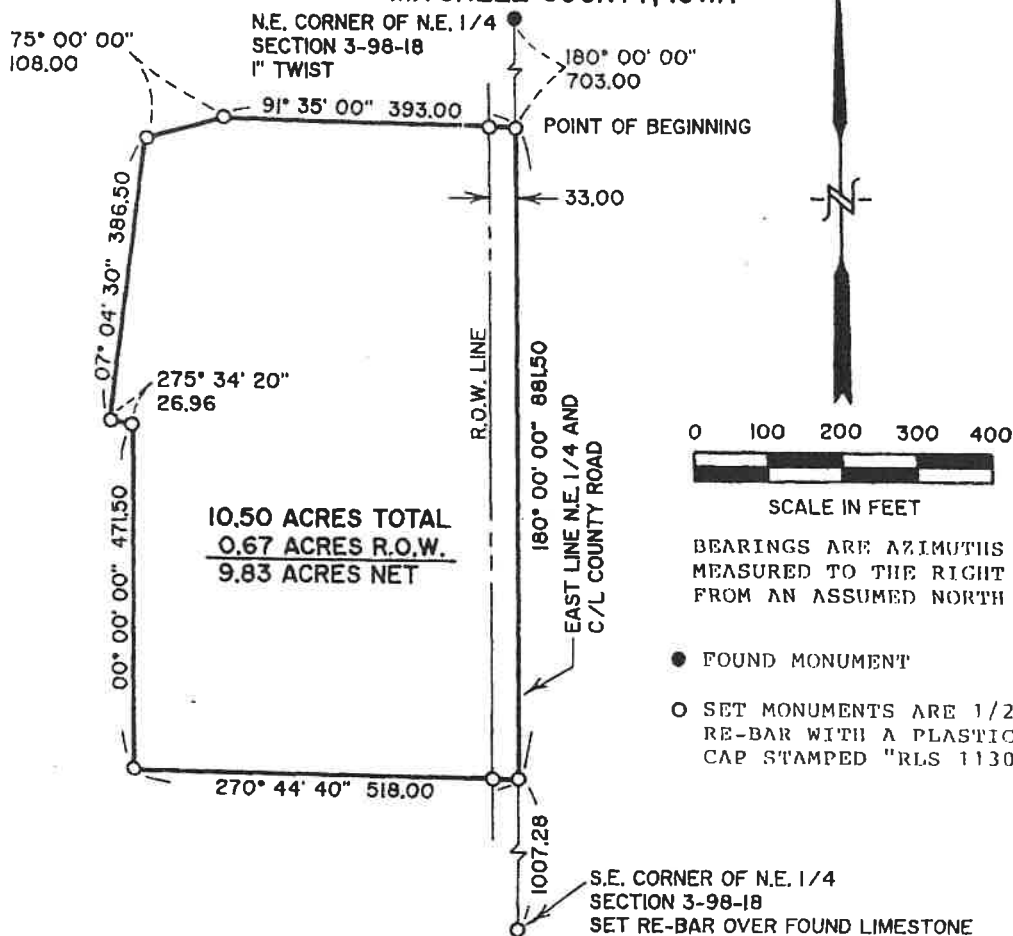 N.E. CORNER OF N.E. 1/4
SECTION 3-98-18
1" TWIST
75° 00' 00"
108.00
180° 00' 00"
703.00
91° 35' 00" 393.00
POINT OF BEGINNING
33.00
07° 04' 30" 386.50
275° 34' 20"
26.96
R.O.W. LINE
180° 00' 00" 881.50
EAST LINE N.E. 1/4 AND
C/L COUNTY ROAD
00° 00' 00" 471.50
10.50 ACRES TOTAL
0.67 ACRES R.O.W.
9.83 ACRES NET
270° 44' 40" 518.00
1007.28
S.E. CORNER OF N.E. 1/4
SECTION 3-98-18
SET RE-BAR OVER FOUND LIMESTONE
N
0 100 200 300 400
SCALE IN FEET
BEARINGS ARE AZIMUTHS
MEASURED TO THE RIGHT
FROM AN ASSUMED NORTH
FOUND MONUMENT
SET MONUMENTS ARE 1/2
RE-BAR WITH A PLASTIC
CAP STAMPED "RLS 1130